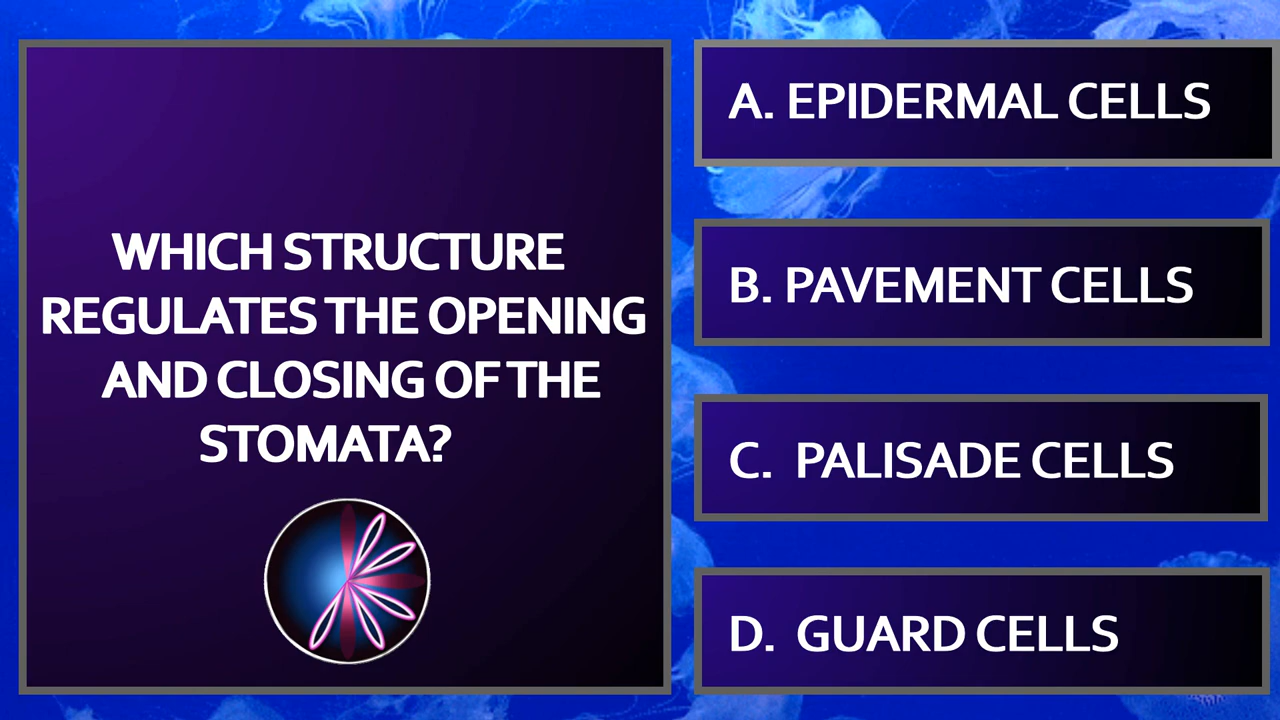 WHICH STRUCTURE
REGULATES THE OPENING
AND CLOSING OF THE
STOMATA?
A. EPIDERMAL CELLS
B. PAVEMENT CELLS
C. PALISADE CELLS
D. GUARD CELLS